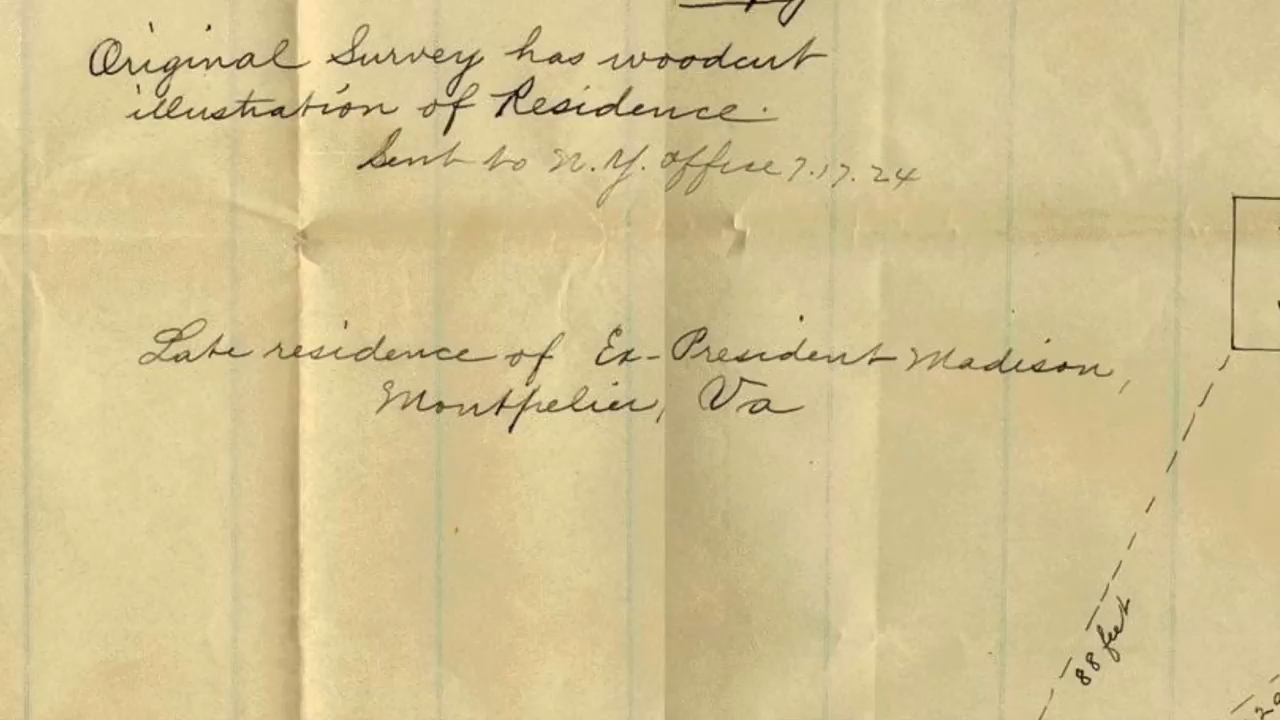 Original Survey has woodcut
illustration of Residence.
Sent to N.Y. Office 7.17.24
Late residence of Ex-President Madison,
Montpelier, Va
88 feet